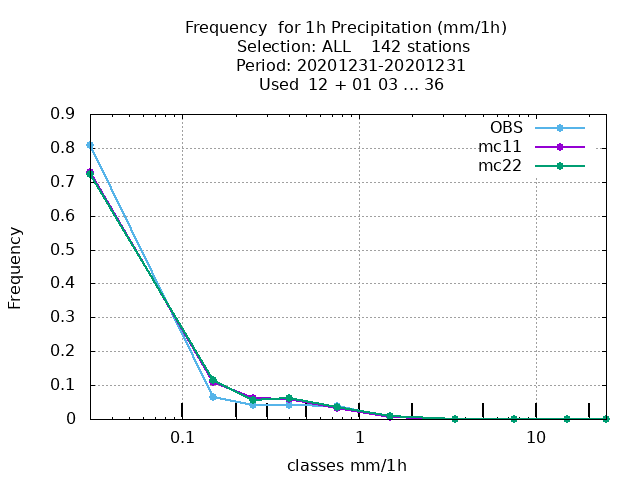 Frequency  for 1h Precipitation (mm/1h)
Selection: ALL    142 stations
Period: 20201231-20201231
Used  12 + 01 03 ... 36
OBS
mc11
mc22
0.9
0.8
0.7
0.6
0.5
0.4
0.3
0.2
0.1
0
Frequency
0.1
1
10
classes mm/1h